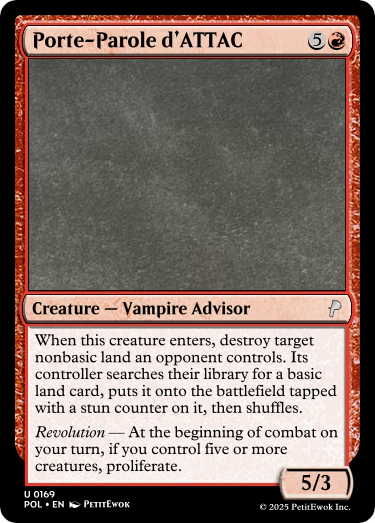 Porte-Parole d'ATTAC 5
Creature — Vampire Advisor
When this creature enters, destroy target
nonbasic land an opponent controls. Its
controller searches their library for a basic
land card, puts it onto the battlefield tapped
with a stun counter on it, then shuffles.
Revolution — At the beginning of combat on
your turn, if you control five or more
creatures, proliferate.
5/3
U 0169
POL • EN PetitEwok
© 2025 PetitEwok Inc.